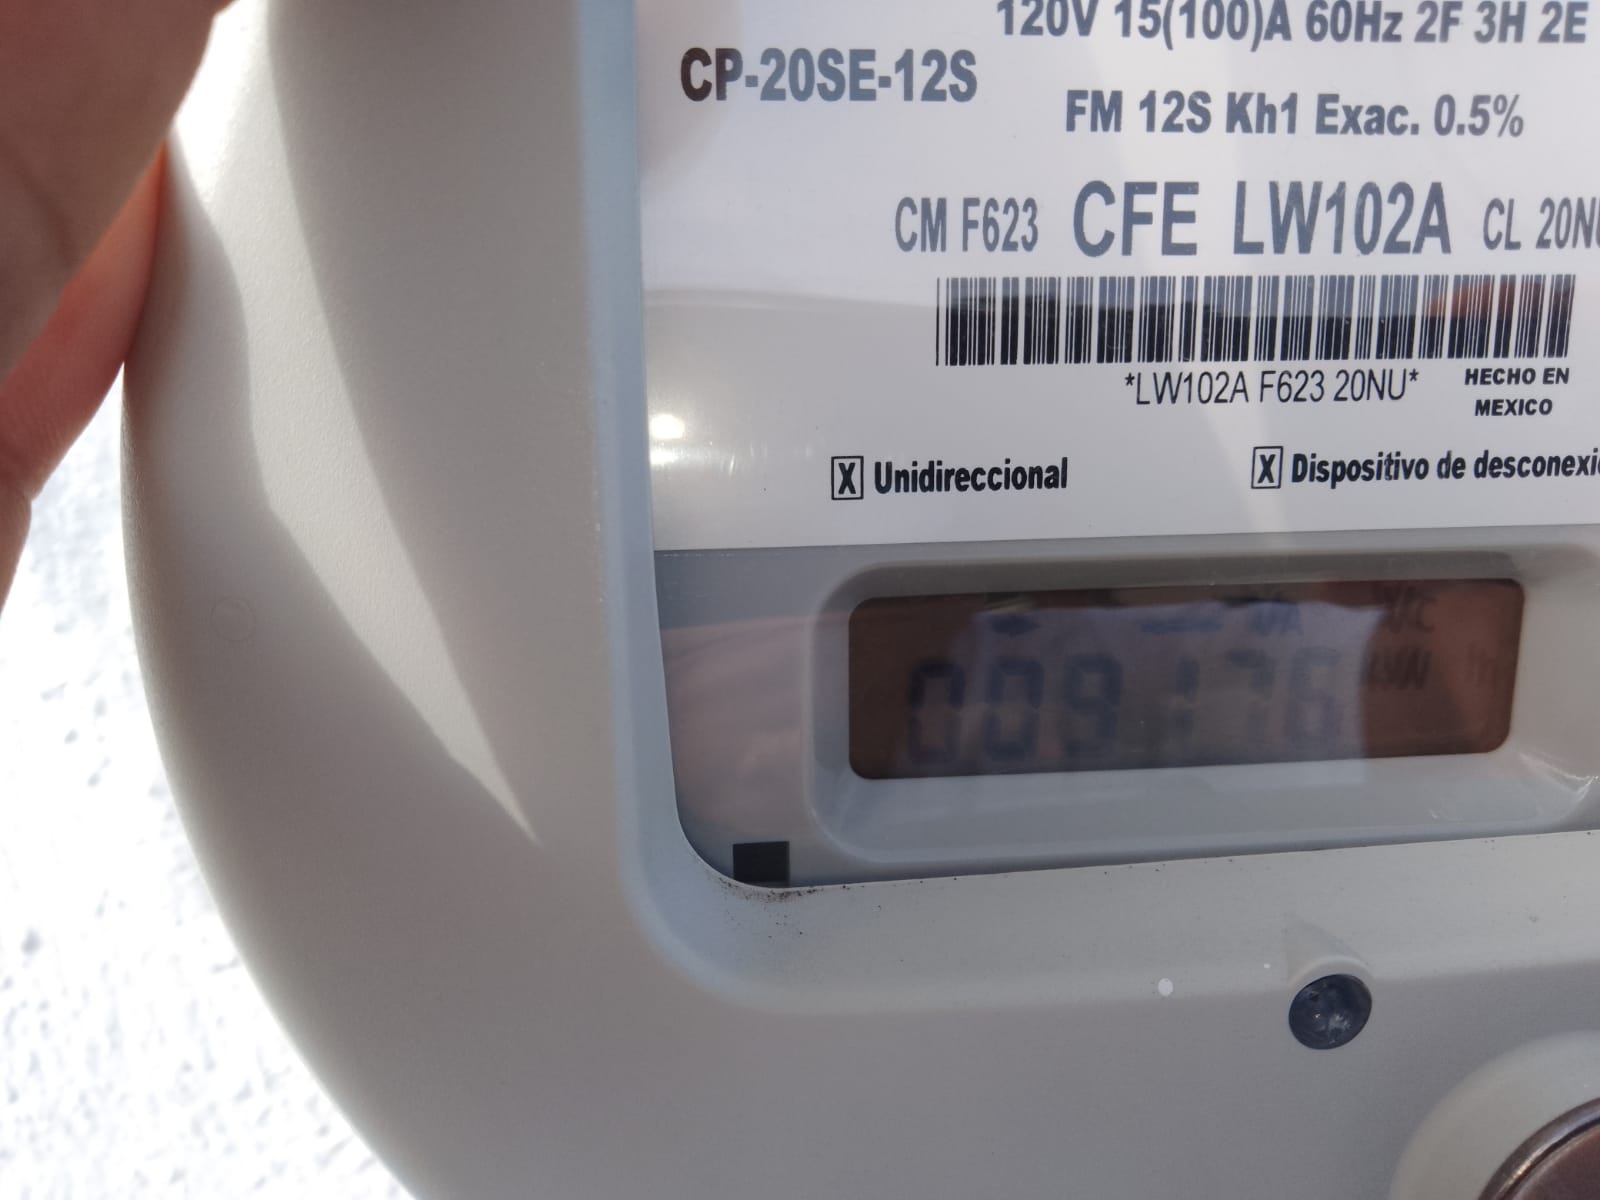 120V 15(100)A 60Hz 2F 3H 2E
CP-20SE-12S
FM 12S Kh1 Exac. 0.5%
CM F623 CFE LW102A CL 20NU
*LW102A F623 20NU*
HECHO EN
MEXICO
X Unidireccional
X Dispositivo de desconexi